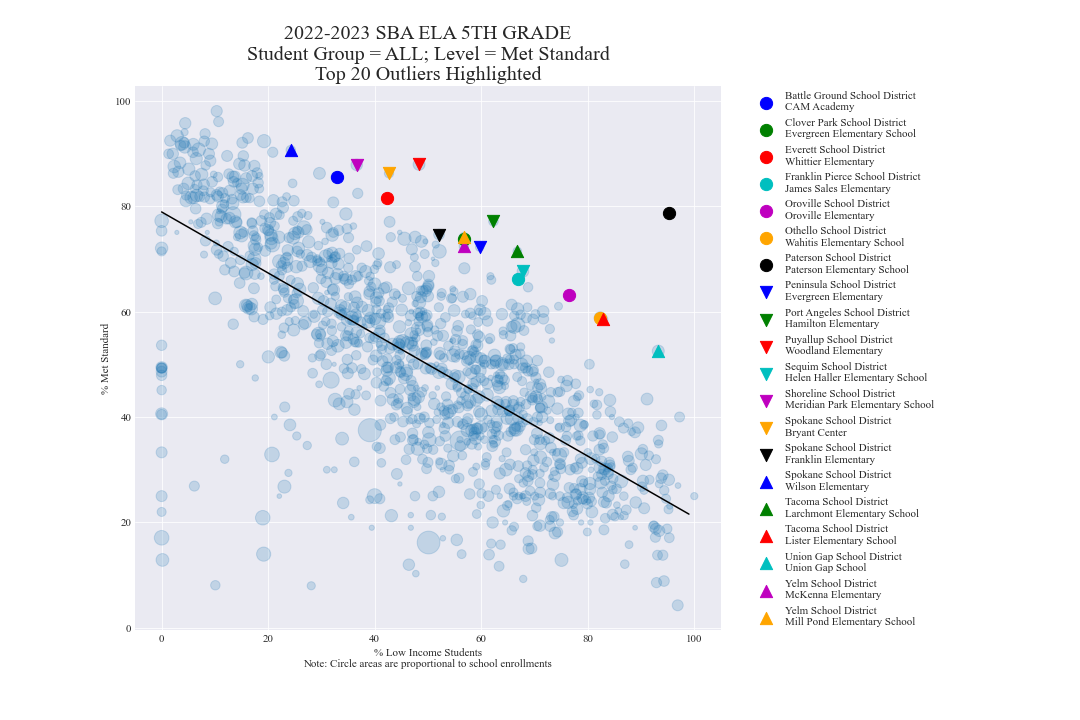 2022-2023 SBA ELA 5TH GRADE
Student Group = ALL; Level = Met Standard
Top 20 Outliers Highlighted
100
80
60
40
20
0
% Met Standard
0
20
40
60
80
100
% Low Income Students
Note: Circle areas are proportional to school enrollments
Battle Ground School District
CAM Academy
Clover Park School District
Evergreen Elementary School
Everett School District
Whittier Elementary
Franklin Pierce School District
James Sales Elementary
Oroville School District
Oroville Elementary
Othello School District
Wahitis Elementary School
Paterson School District
Paterson Elementary School
Peninsula School District
Evergreen Elementary
Port Angeles School District
Hamilton Elementary
Puyallup School District
Woodland Elementary
Sequim School District
Helen Haller Elementary School
Shoreline School District
Meridian Park Elementary School
Spokane School District
Bryant Center
Spokane School District
Franklin Elementary
Spokane School District
Wilson Elementary
Tacoma School District
Larchmont Elementary School
Tacoma School District
Lister Elementary School
Union Gap School District
Union Gap School
Yelm School District
McKenna Elementary
Yelm School District
Mill Pond Elementary School